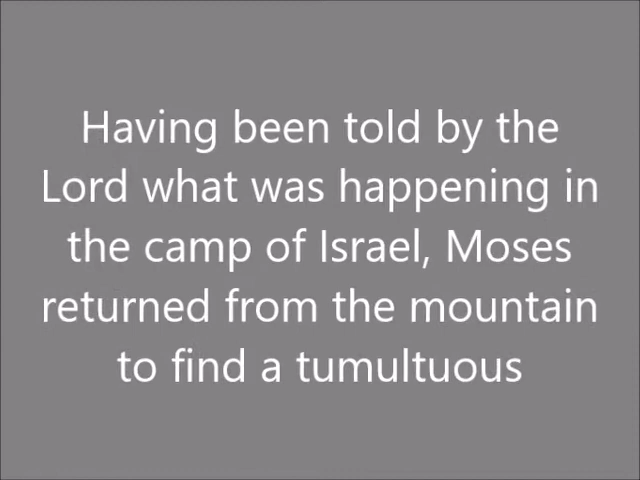 Having been told by the
Lord what was happening in
the camp of Israel, Moses
returned from the mountain
to find a tumultuous